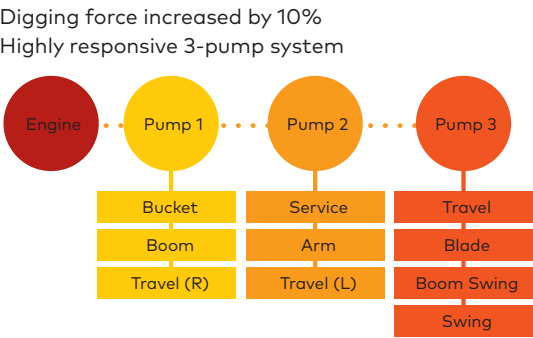 Digging force increased by 10%
Highly responsive 3-pump system
Engine
Pump 1
Pump 2
Pump 3
Bucket
Service
Travel
Boom
Arm
Blade
Travel (R)
Travel (L)
Boom Swing
Swing